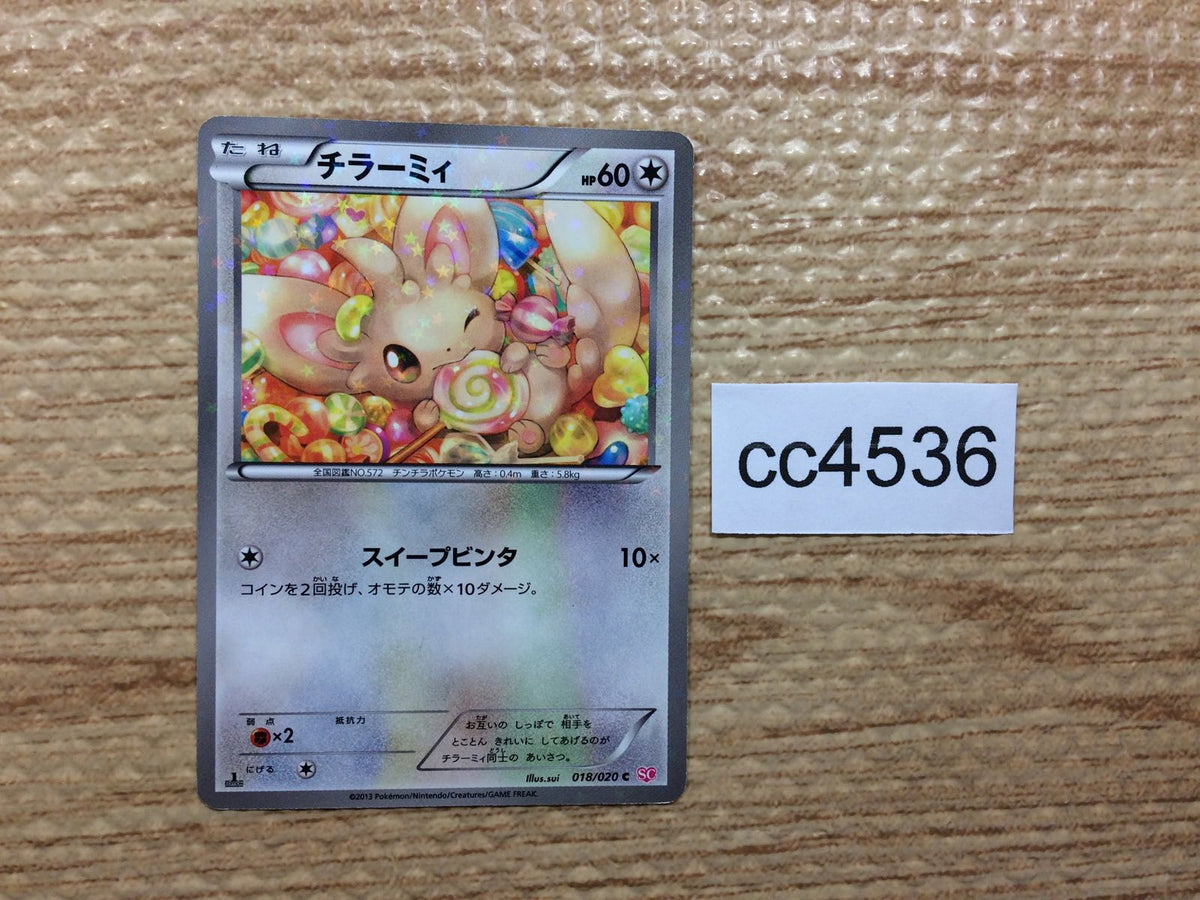 たね チラーミィ HP60
全国図鑑NO.572 チンチラポケモン 高さ:0.4m 重さ:5.8kg
スイープビンタ 10×
コインを2回投げ、オモテの数×10ダメージ。
弱点 抵抗力
×2
にげる
お互いの しっぽで 相手を
とことん きれいに してあげるのが
チラーミィ同士の あいさつ。
1
Illus.sui 018/020 C SC
©2013 Pokémon/Nintendo/Creatures/GAME FREAK.
cc4536